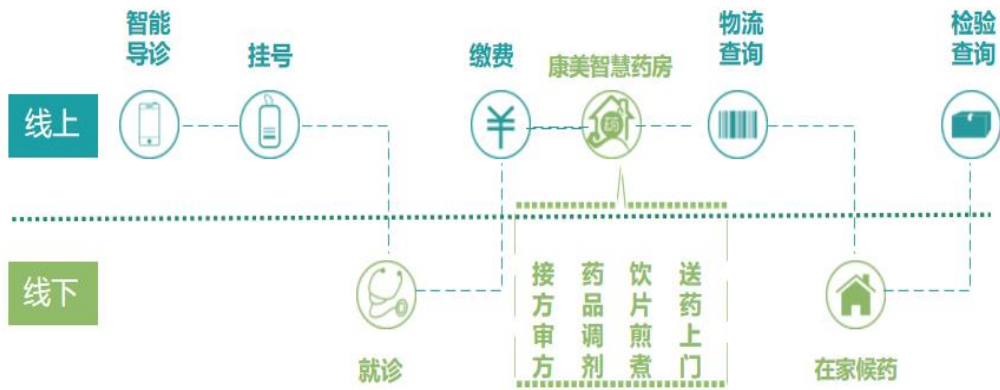 智能
导诊
挂号
缴费
康美智慧药房
物流
查询
检验
查询
线上
药
线下
接方审方
药品调剂
饮片煎煮
送药上门
就诊
在家候药